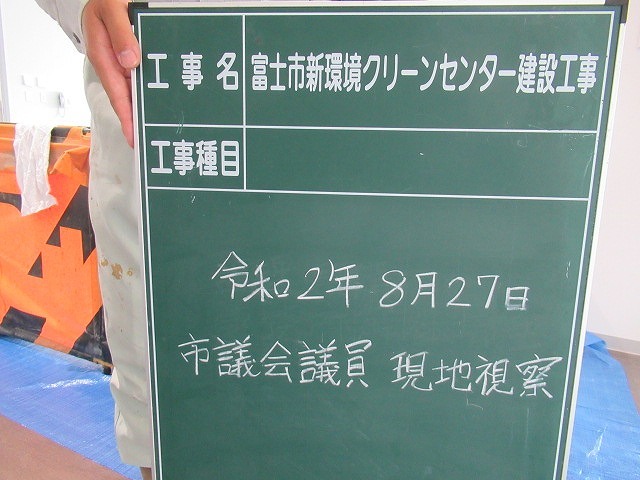 工事名 富士市新環境クリーンセンター建設工事
工事種目
令和2年 8月27日
市議会議員 現地視察